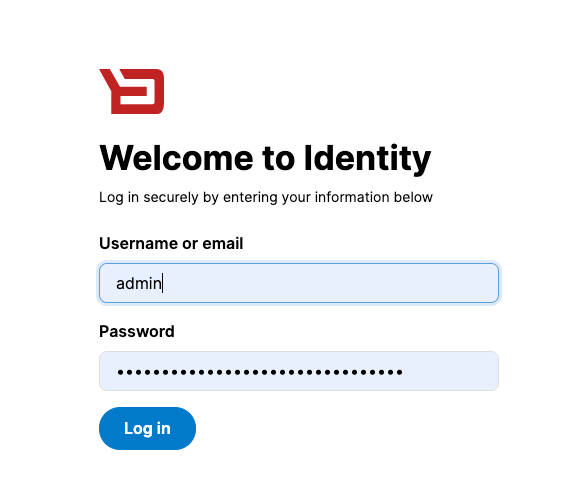 Welcome to Identity
Log in securely by entering your information below
Username or email
admin
Password
••••••••••••••••••••••••••••••••
Log in